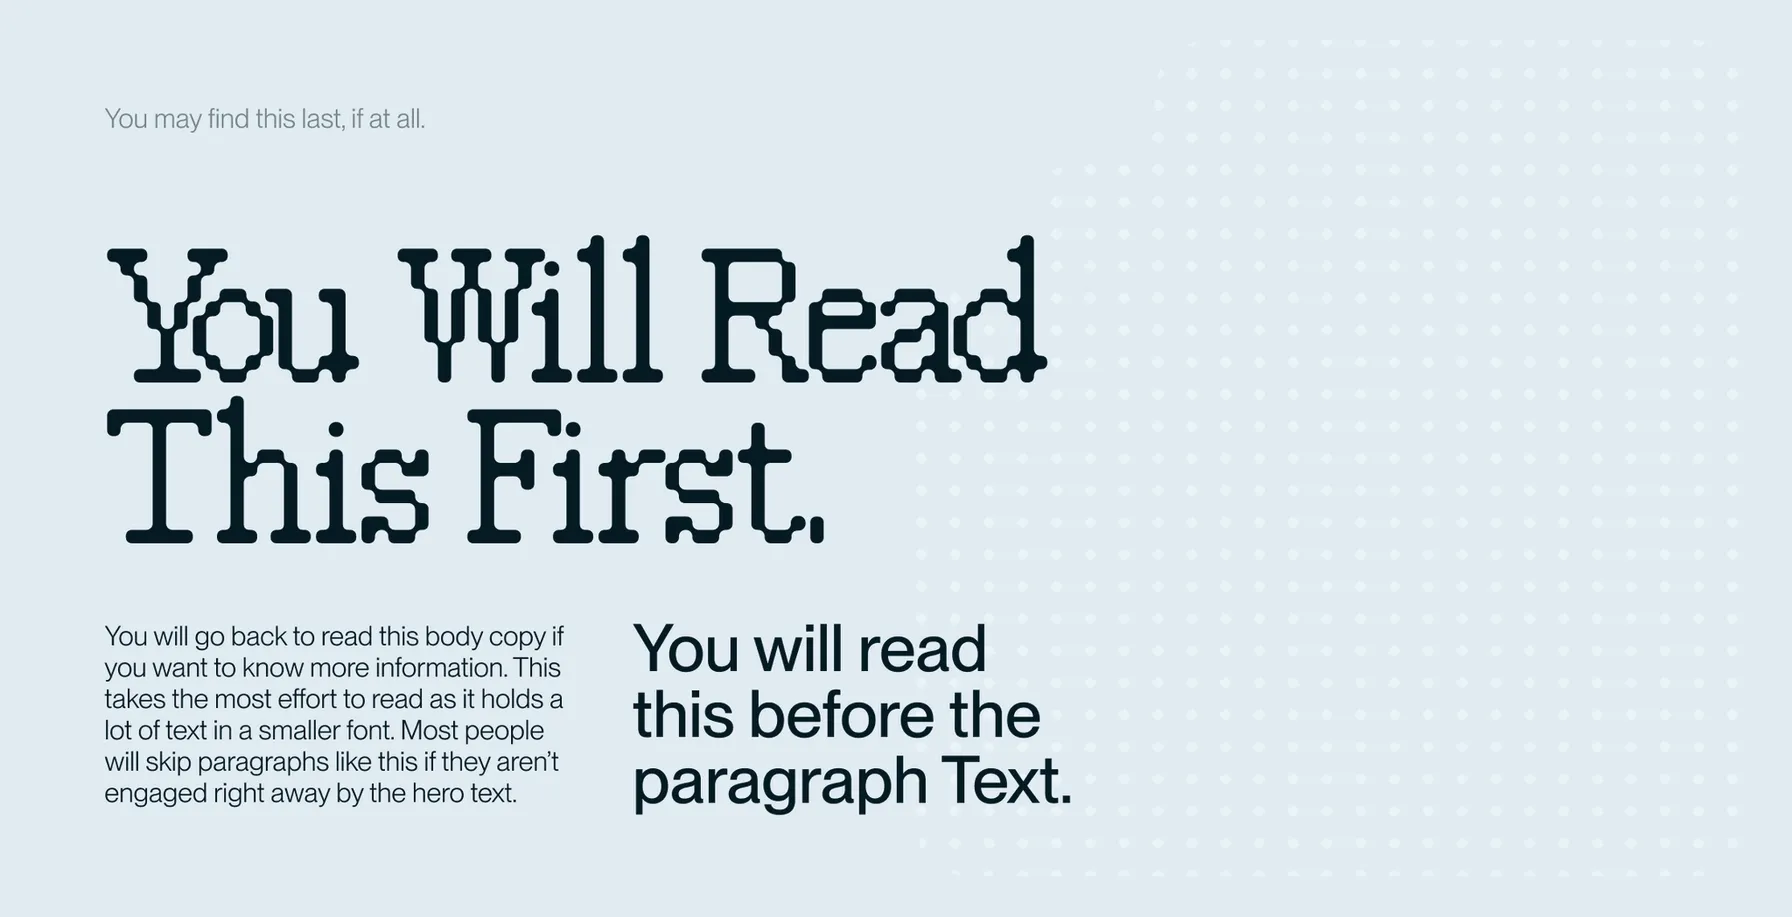 You may find this last, if at all.
You Will Read
This First.
You will go back to read this body copy if
you want to know more information. This
takes the most effort to read as it holds a
lot of text in a smaller font. Most people
will skip paragraphs like this if they aren’t
engaged right away by the hero text.
You will read
this before the
paragraph Text.